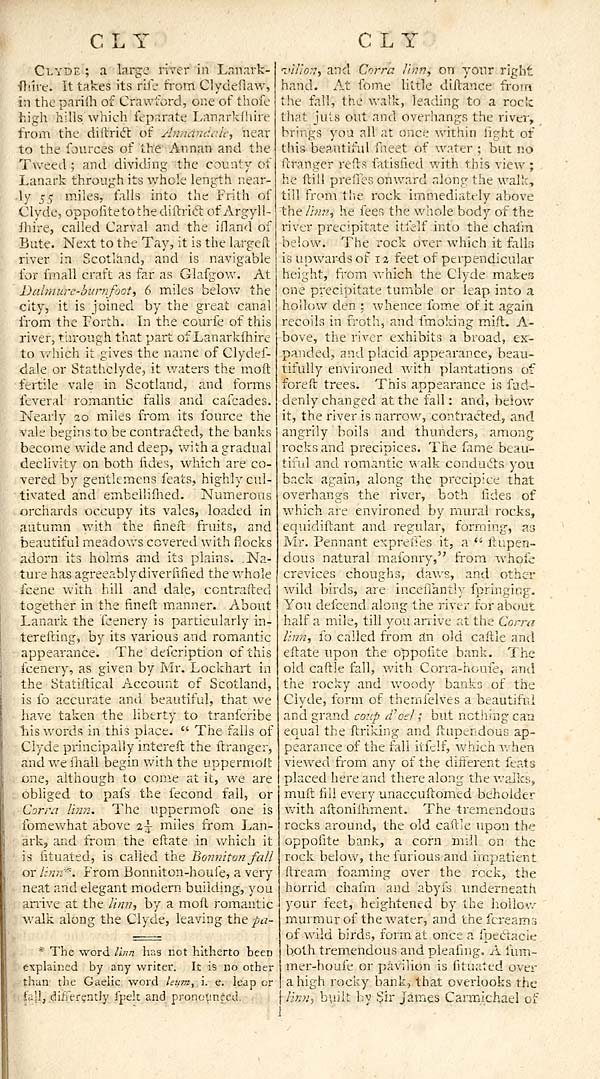 CLY
CLY
CLYDE; a large river in Lanark-
ſhire. It takes its riſe from Clydeſlaw,
in the pariſh of Crawford, one of thoſe
high hills which ſeparate Lanarkſhire
from the diſtrict of Annandale, near
to the ſources of the Annan and the
Tweed; and dividing the county of
Lanark through its whole length near-
ly 55 miles, falls into the Frith of
Clyde, oppoſite to the diſtrict of Argyll-
ſhire, called Carval and the iſland of
Bute. Next to the Tay, it is the largeſt
river in Scotland, and is navigable
for ſmall craft as far as Glaſgow. At
Dalmure-burnfoot, 6 miles below the
city, it is joined by the great canal
from the Forth. In the courſe of this
river, through that part of Lanarkſhire
to which it gives the name of Clydeſ-
dale or Stathclyde, it waters the moſt
fertile vale in Scotland, and forms
ſeveral romantic falls and caſcades.
Nearly 20 miles from its ſource the
vale begins to be contracted, the banks
become wide and deep, with a gradual
declivity on both ſides, which are co-
vered by gentlemens ſeats, highly cul-
tivated and embelliſhed. Numerous
orchards occupy its vales, loaded in
autumn with the fineſt fruits, and
beautiful meadows covered with flocks
adorn its holms and its plains. Na-
ture has agreeably diverſified the whole
ſcene with hill and dale, contraſted
together in the fineſt manner. About
Lanark the ſcenery is particularly in-
tereſting, by its various and romantic
appearance. The deſcription of this
ſcenery, as given by Mr. Lockhart in
the Statiſtical Account of Scotland,
is ſo accurate and beautiful, that we
have taken the liberty to tranſcribe
his words in this place. “ The falls of
Clyde principally intereſt the ſtranger,
and we ſhall begin with the uppermoſt
one, although to come at it, we are
obliged to paſs the ſecond fall, or
Corra linn. The uppermoſt one is
ſomewhat above 2½ miles from Lan-
ark, and from the eſtate in which it
is ſituated, is called the Bonniton fall
or linn*. From Bonniton-houſe, a very
neat and elegant modern building, you
arrive at the linn, by a moſt romantic
walk along the Clyde, leaving the pa-
* The word linn has not hitherto been
explained by any writer. It is no other
than the Gaelic word leum, i. e. leap or
fall, differently ſpelt and pronounced.
vilion, and Corra linn, on your right
hand. At ſome little diſtance from
the fall, the walk, leading to a rock
that juts out and overhangs the river,
brings you all at once within ſight of
this beautiful ſheet of water; but no
ſtranger reſts ſatisfied with this view;
he ſtill preſſes onward along the walk,
till from the rock immediately above
the linn, he ſees the whole body of the
river precipitate itſelf into the chaſm
below. The rock over which it falls
is upwards of 12 feet of perpendicular
height, from which the Clyde makes
one precipitate tumble or leap into a
hollow den; whence ſome of it again
recoils in froth, and ſmoking miſt. A-
bove, the river exhibits a broad, ex-
panded, and placid appearance, beau-
tifully environed with plantations of
foreſt trees. This appearance is ſud-
denly changed at the fall: and, below
it, the river is narrow, contracted, and
angrily boils and thunders, among
rocks and precipices. The ſame beau-
tiful and romantic walk conducts you
back again, along the precipice that
overhangs the river, both ſides of
which are environed by mural rocks,
equidiſtant and regular, forming, as
Mr. Pennant expreſſes it, a “ ſtupen-
dous natural maſonry,” from whoſe
crevices choughs, daws, and other
wild birds, are inceſſantly ſpringing.
You deſcend along the river for about
half a mile, till you arrive at the Corra
linn, ſo called from an old caſtle and
eſtate upon the oppoſite bank. The
old caſtle fall, with Corra-houſe, and
the rocky and woody banks of the
Clyde, form of themſelves a beautiful
and grand coup d'oel; but nothing can
equal the ſtriking and ſtupendous ap-
pearance of the fall itſelf, which when
viewed from any of the different ſeats
placed here and there along the walks,
muſt fill every unaccuſtomed beholder
with aſtoniſhment. The tremendous
rocks around, the old caſtle upon the
oppoſite bank, a corn mill on the
rock below, the furious and impatient
ſtream foaming over the rock, the
horrid chaſm and abyſs underneath
your feet, heightened by the hollow
murmur of the water, and the ſcreams
of wild birds, form at once a ſpectacle
both tremendous and pleaſing. A ſum-
mer-houſe or pavilion is ſituated over
a high rocky bank, that overlooks the
linn, built by Sir James Carmichael of